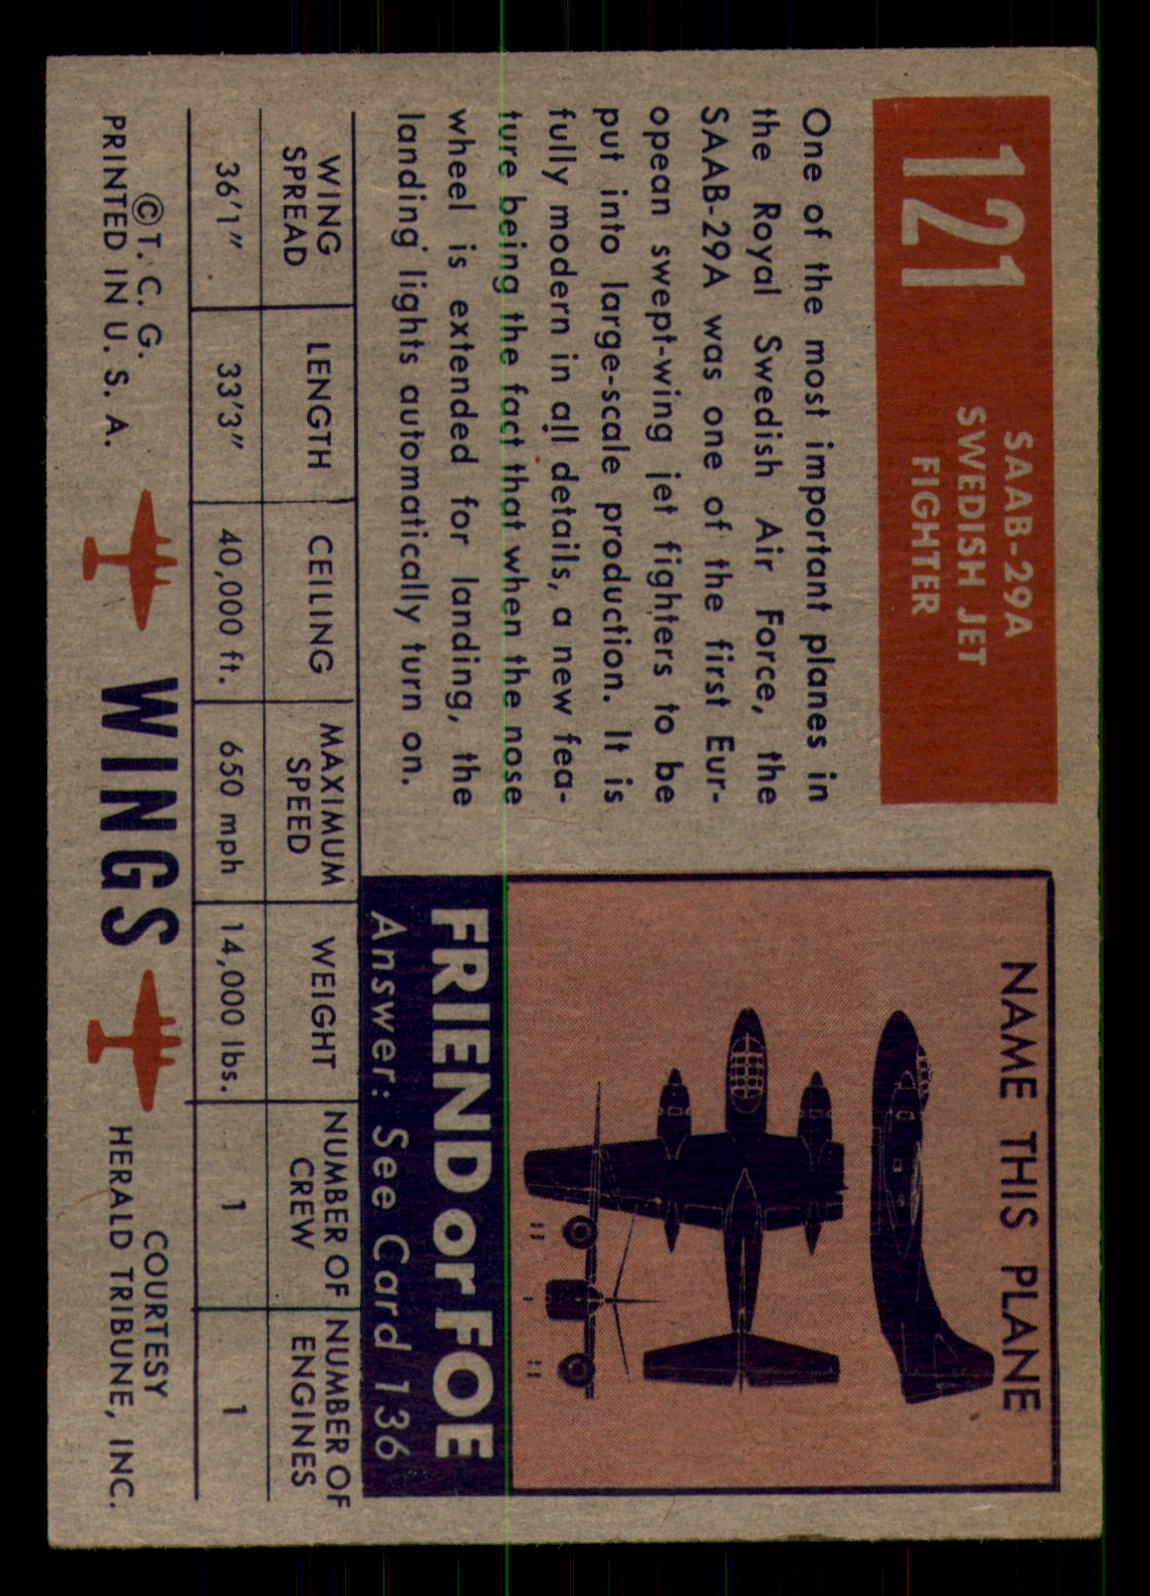 121
SAAB-29A
SWEDISH JET
FIGHTER
One of the most important planes in
the Royal Swedish Air Force, the
SAAB-29A was one of the first Eur-
opean swept-wing jet fighters to be
put into large-scale production. It is
fully modern in all details, a new fea-
ture being the fact that when the nose
wheel is extended for landing, the
landing lights automatically turn on.
NAME THIS PLANE
FRIEND or FOE
Answer: See Card 136
WING SPREAD LENGTH CEILING MAXIMUM SPEED WEIGHT NUMBER OF CREW NUMBER OF ENGINES
36'1" 33'3" 40,000 ft. 650 mph 14,000 lbs. 1 1
© T. C. G.
PRINTED IN U. S. A.
WINGS
COURTESY
HERALD TRIBUNE, INC.